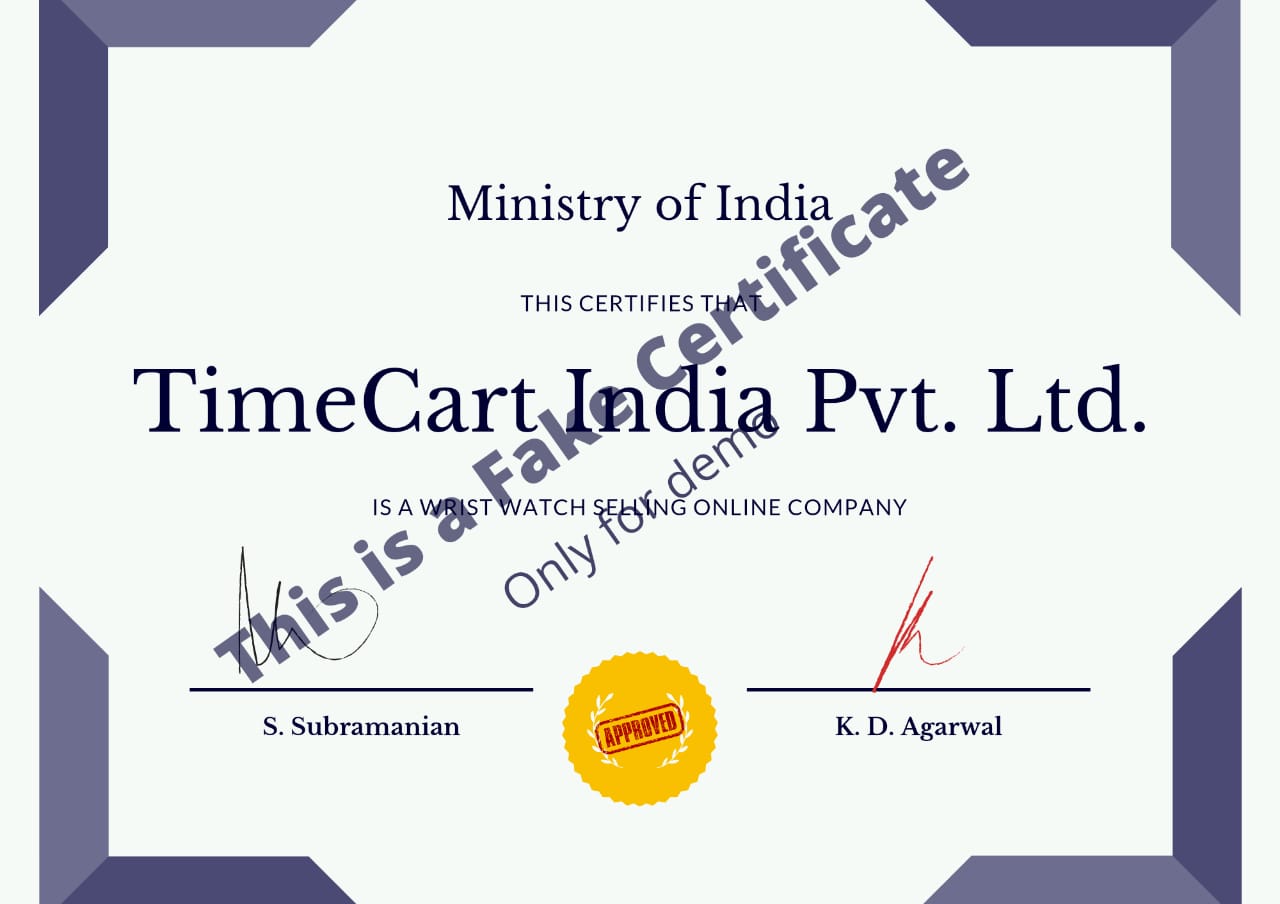 Ministry of India
THIS CERTIFIES THAT
TimeCart India Pvt. Ltd.
IS A WRIST WATCH SELLING ONLINE COMPANY
This is a Fake Certificate
Only for demo
S. Subramanian
APPROVED
K. D. Agarwal